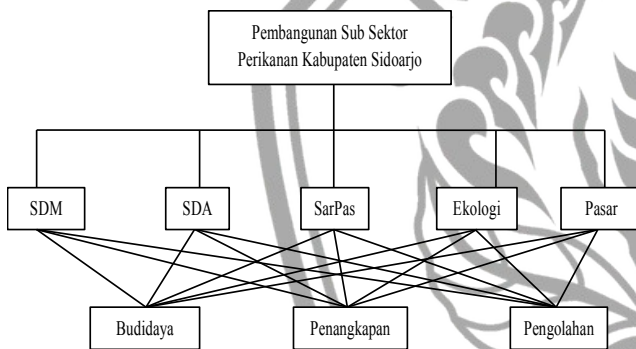 Pembangunan Sub Sektor
Perikanan Kabupaten Sidoarjo
SDM
SDA
SarPas
Ekologi
Pasar
Budidaya
Penangkapan
Pengolahan